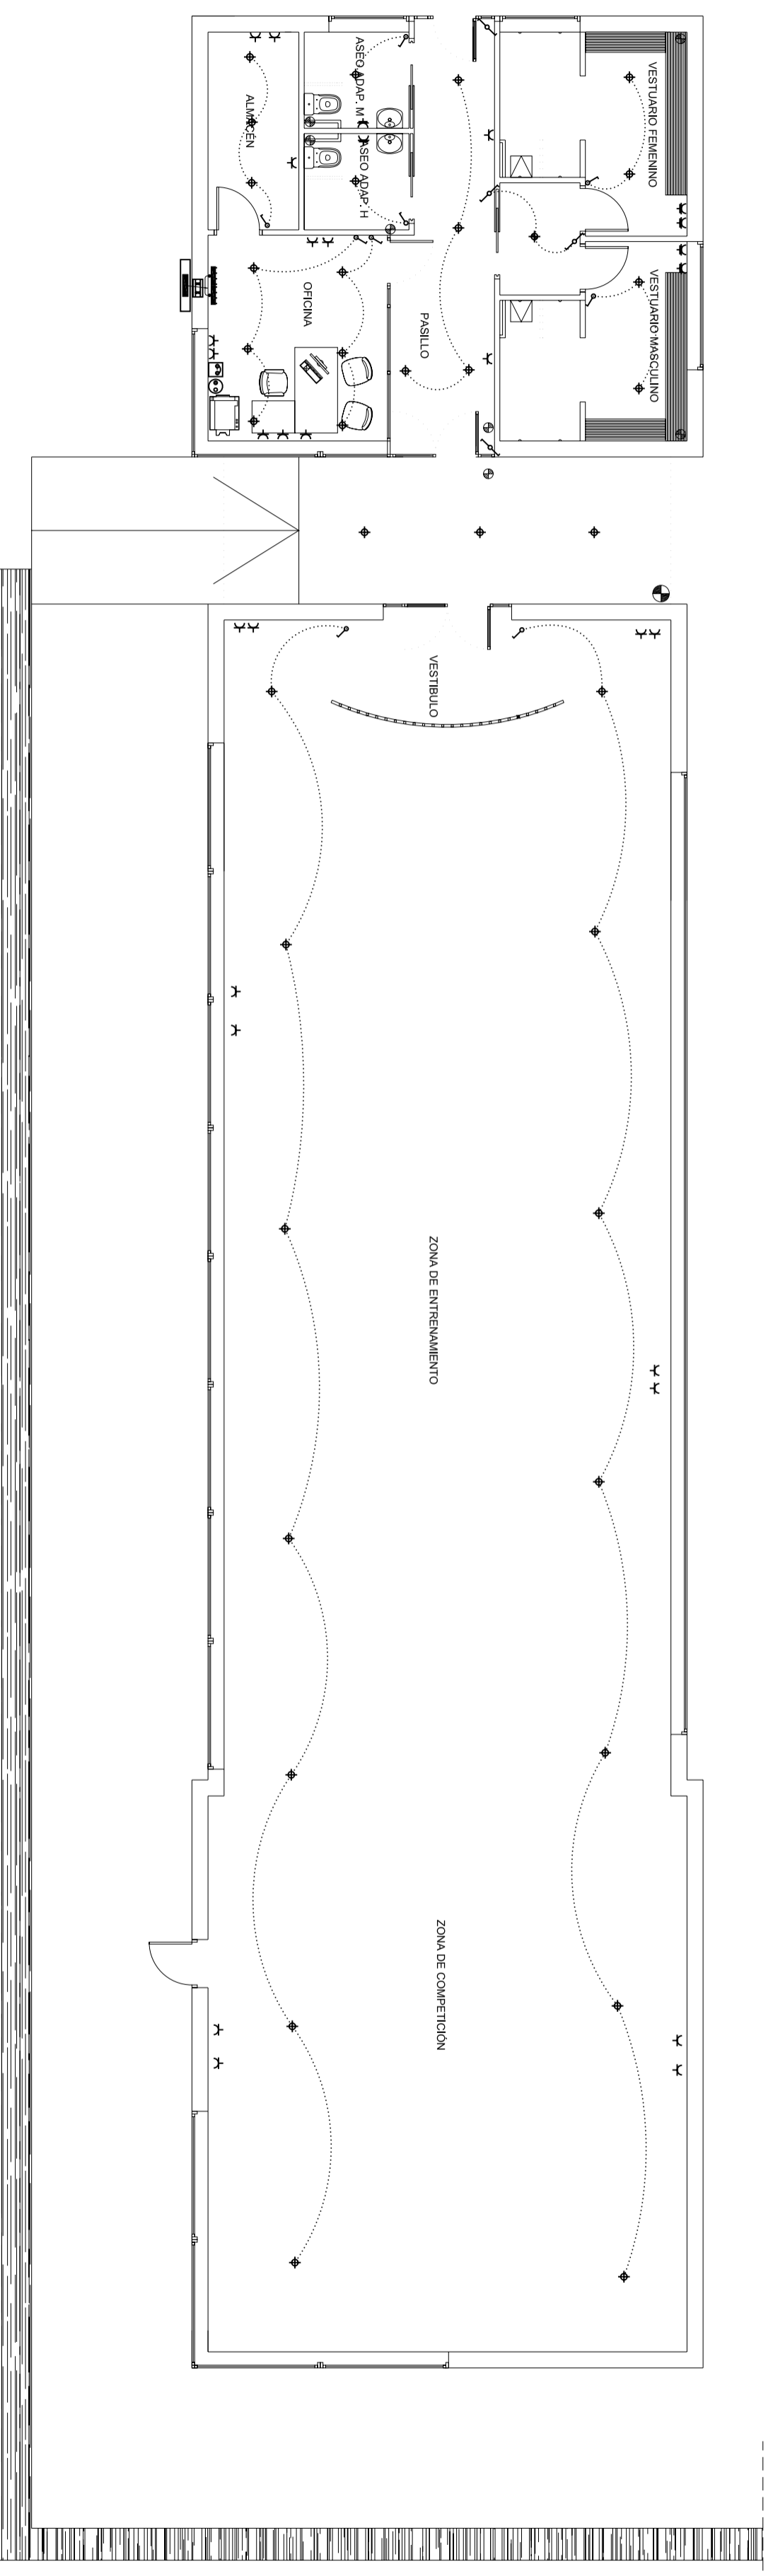 ASEO ADAP. M
ALMACÉN
ASEO ADAP. H
VESTUARIO FEMENINO
OFICINA
PASILLO
VESTUARIO MASCULINO
VESTIBULO
ZONA DE ENTRENAMIENTO
ZONA DE COMPETICIÓN